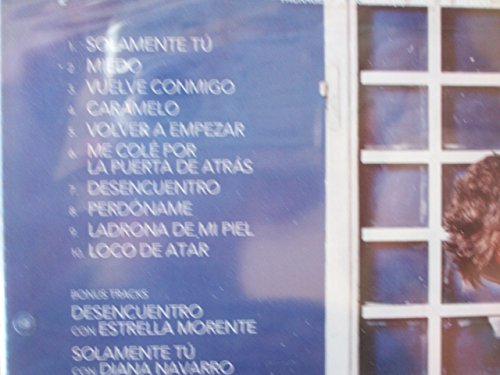 1. SOLAMENTE TÚ
2. MIEDO
3. VUELVE CONMIGO
4. CARAMELO
5. VOLVER A EMPEZAR
6. ME COLÉ POR
LA PUERTA DE ATRÁS
7. DESENCUENTRO
8. PERDÓNAME
9. LADRONA DE MI PIEL
10. LOCO DE ATAR
BONUS TRACKS
DESENCUENTRO
CON ESTRELLA MORENTE
SOLAMENTE TÚ
CON DIANA NAVARRO